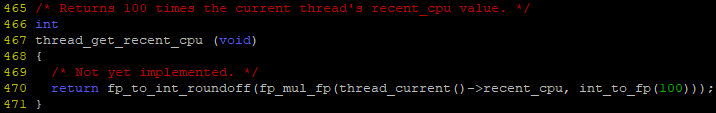 465 /* Returns 100 times the current thread's recent_cpu value. */
466 int
467 thread_get_recent_cpu (void)
468 {
469   /* Not yet implemented. */
470   return fp_to_int_roundoff(fp_mul_fp(thread_current()->recent_cpu, int_to_fp(100)));
471 }